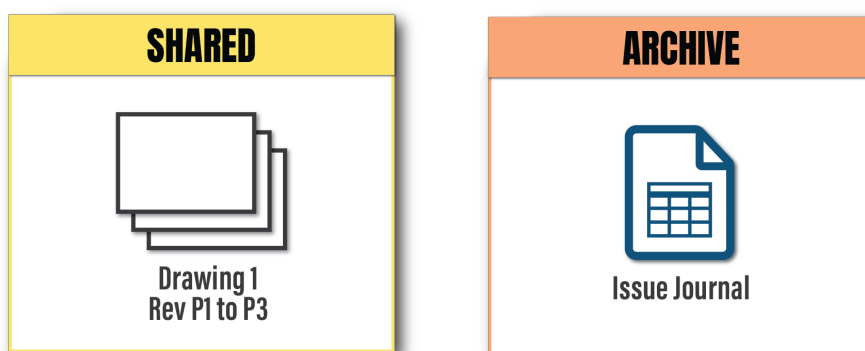 SHARED
Drawing 1
Rev P1 to P3
ARCHIVE
Issue Journal